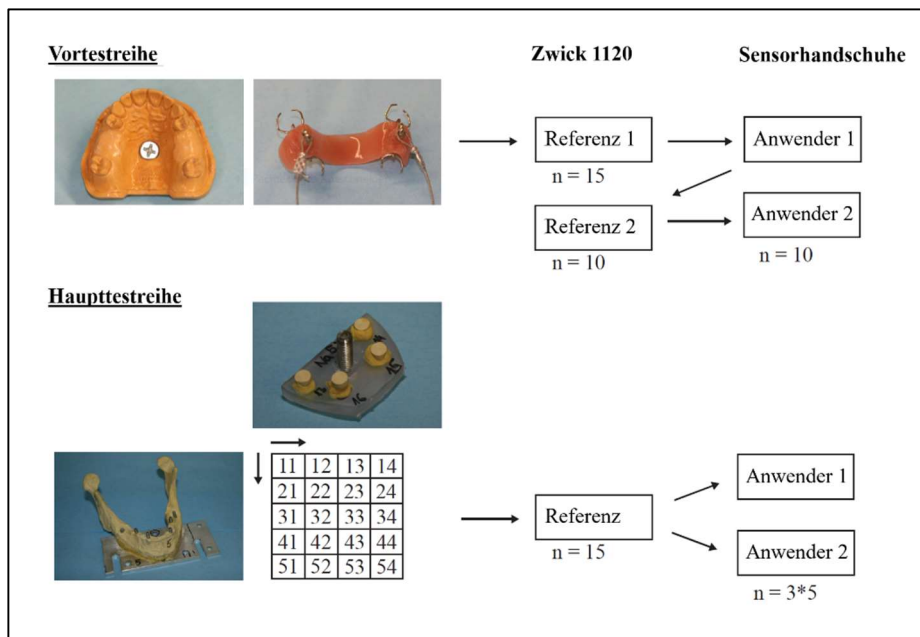 Vortestreihe
Zwick 1120
Sensorhandschuhe
Referenz 1
Anwender 1
n = 15
Referenz 2
Anwender 2
n = 10
n = 10
Haupttestreihe
15
16
11 12 13 14
21 22 23 24
31 32 33 34
41 42 43 44
51 52 53 54
Anwender 1
Referenz
n = 15
Anwender 2
n = 3*5